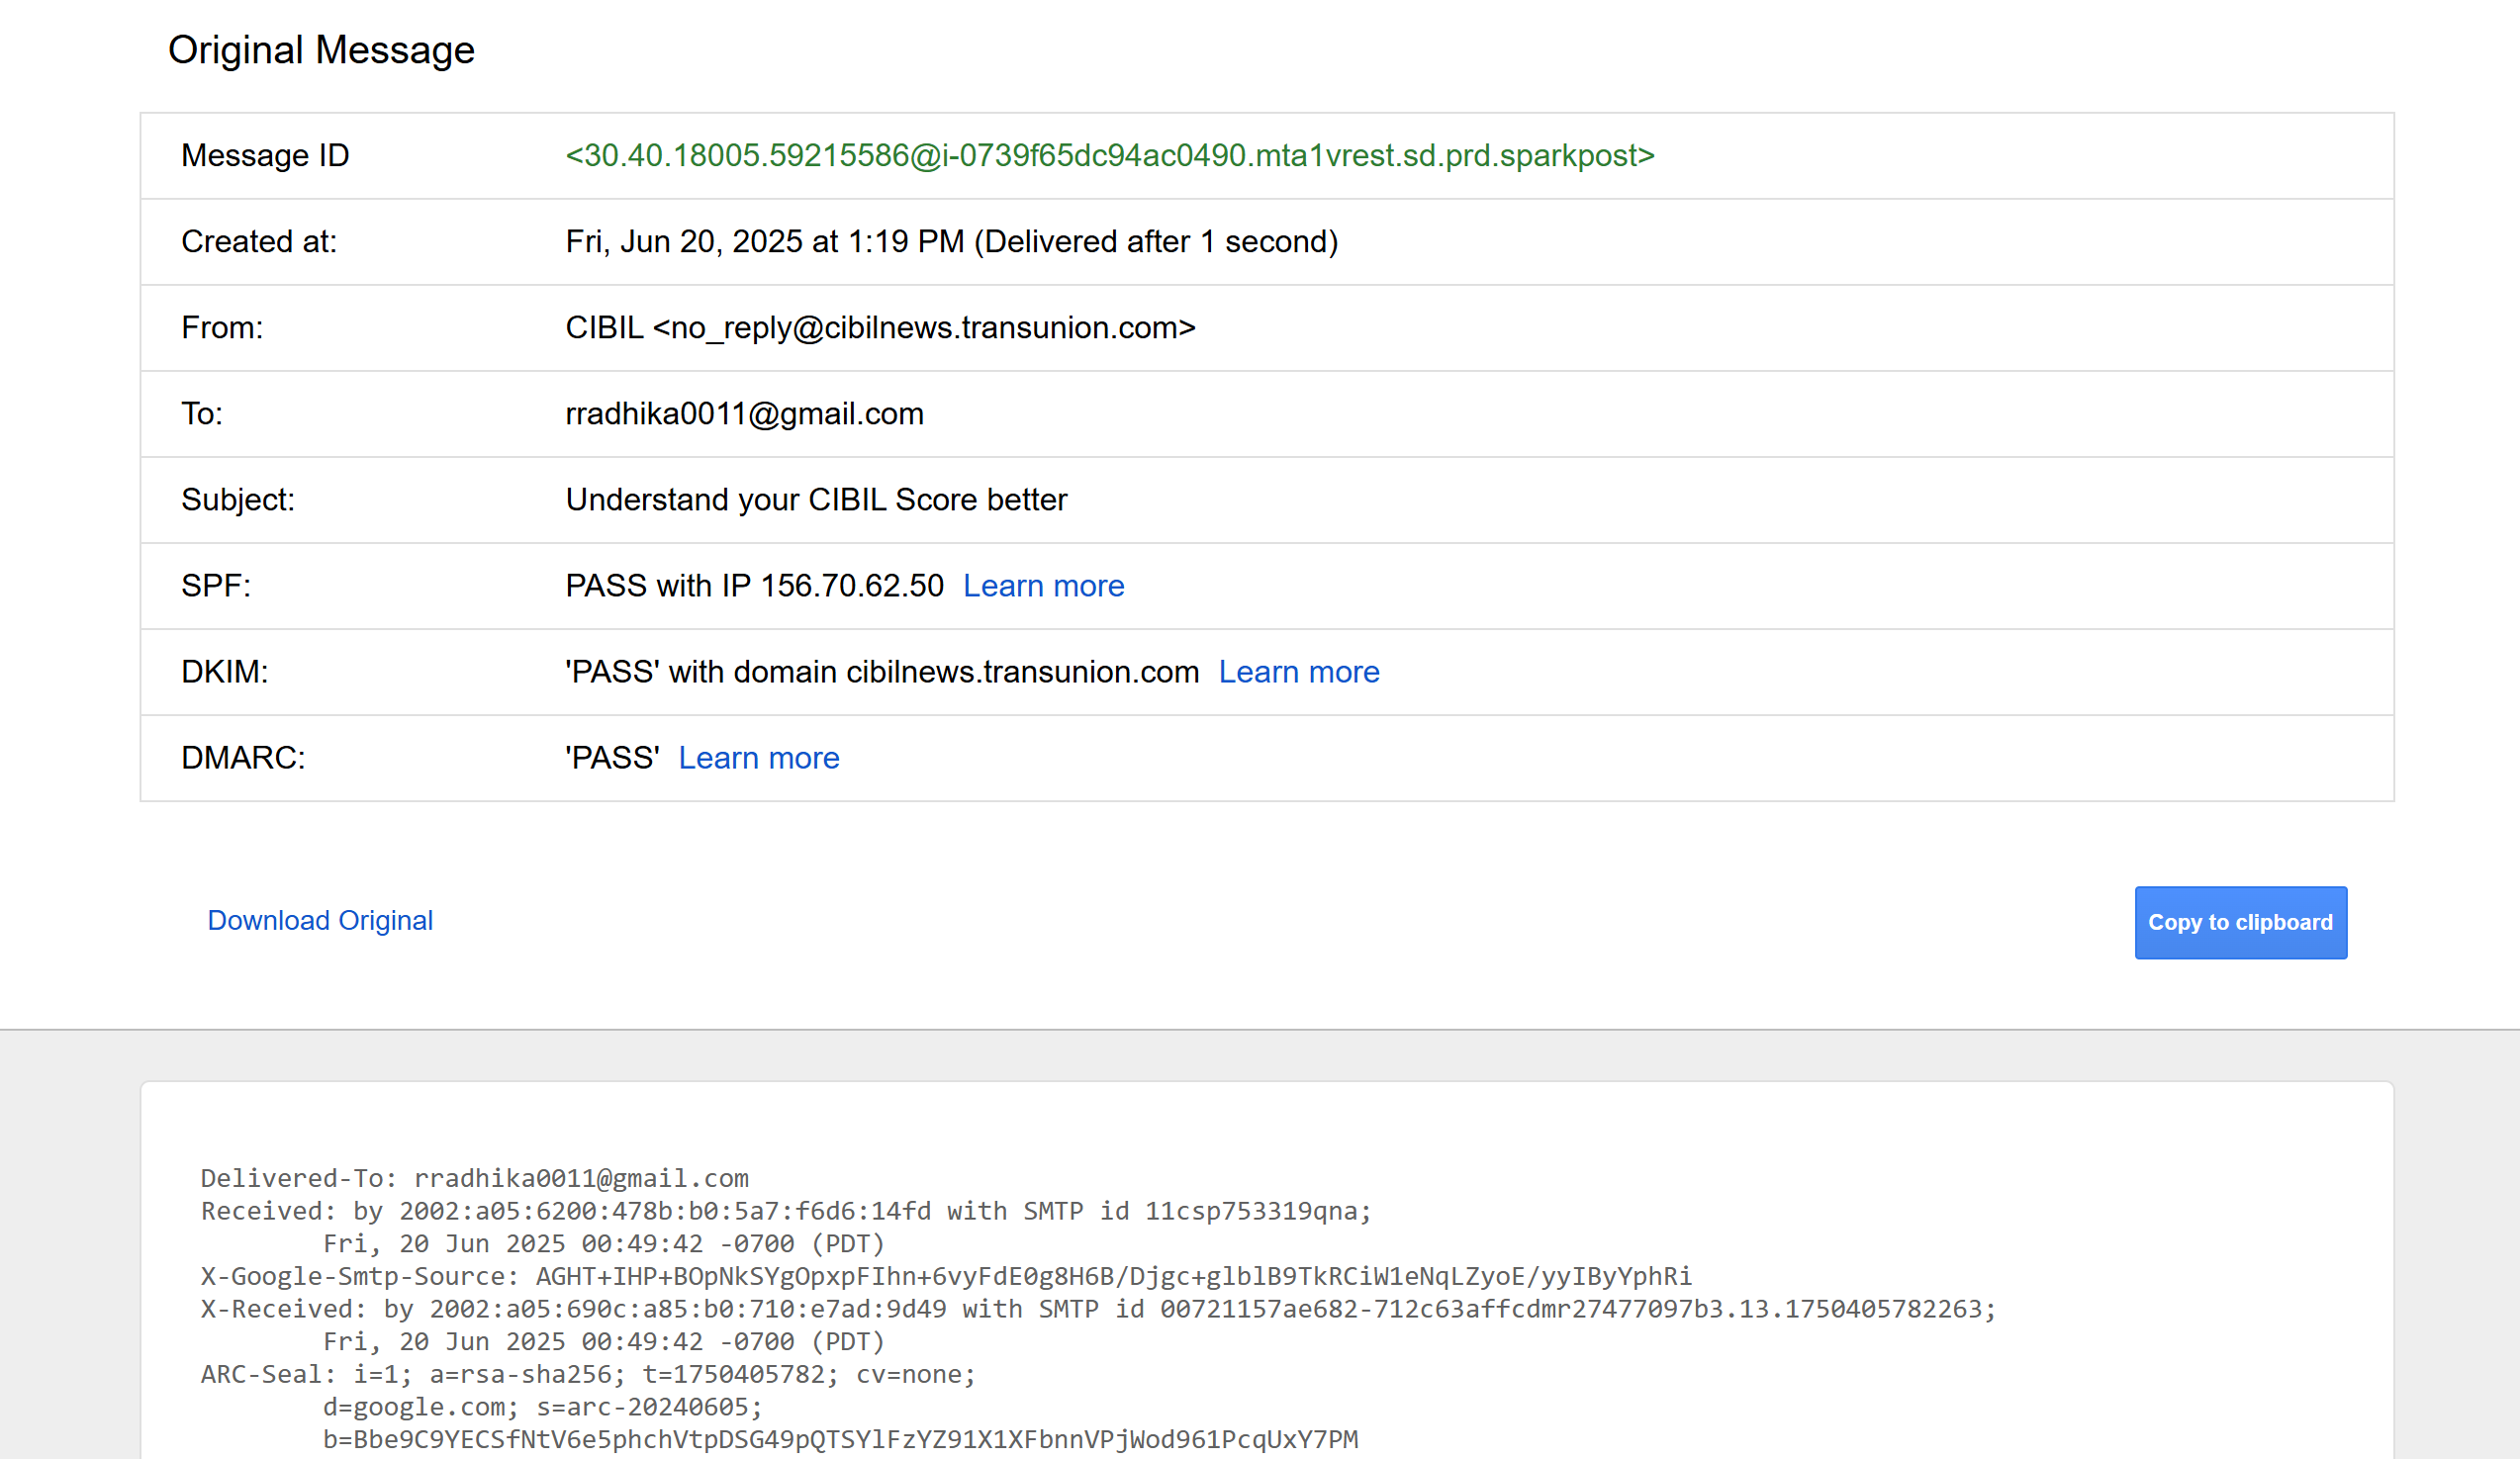 Original Message
Message ID <30.40.18005.59215586@i-0739f65dc94ac0490.mta1vrest.sd.prd.sparkpost>
Created at: Fri, Jun 20, 2025 at 1:19 PM (Delivered after 1 second)
From: CIBIL <no_reply@cibilnews.transunion.com>
To: rradhika0011@gmail.com
Subject: Understand your CIBIL Score better
SPF: PASS with IP 156.70.62.50 Learn more
DKIM: 'PASS' with domain cibilnews.transunion.com Learn more
DMARC: 'PASS' Learn more
Download Original
Copy to clipboard
Delivered-To: rradhika0011@gmail.com
Received: by 2002:a05:6200:478b:b0:5a7:f6d6:14fd with SMTP id 11csp753319qna;
Fri, 20 Jun 2025 00:49:42 -0700 (PDT)
X-Google-Smtp-Source: AGHT+IHP+BOpNkSYgOpxpFIhn+6vyFdE0g8H6B/Djgc+glblB9TkRCiW1eNqLZyoE/yyIByYphRi
X-Received: by 2002:a05:690c:a85:b0:710:e7ad:9d49 with SMTP id 00721157ae682-712c63affcdmr27477097b3.13.1750405782263;
Fri, 20 Jun 2025 00:49:42 -0700 (PDT)
ARC-Seal: i=1; a=rsa-sha256; t=1750405782; cv=none;
d=google.com; s=arc-20240605;
b=Bbe9C9YECSfNtV6e5phchVtpDSG49pQTSYlFzYZ91X1XFbnnVPjWod961PcqUxY7PM